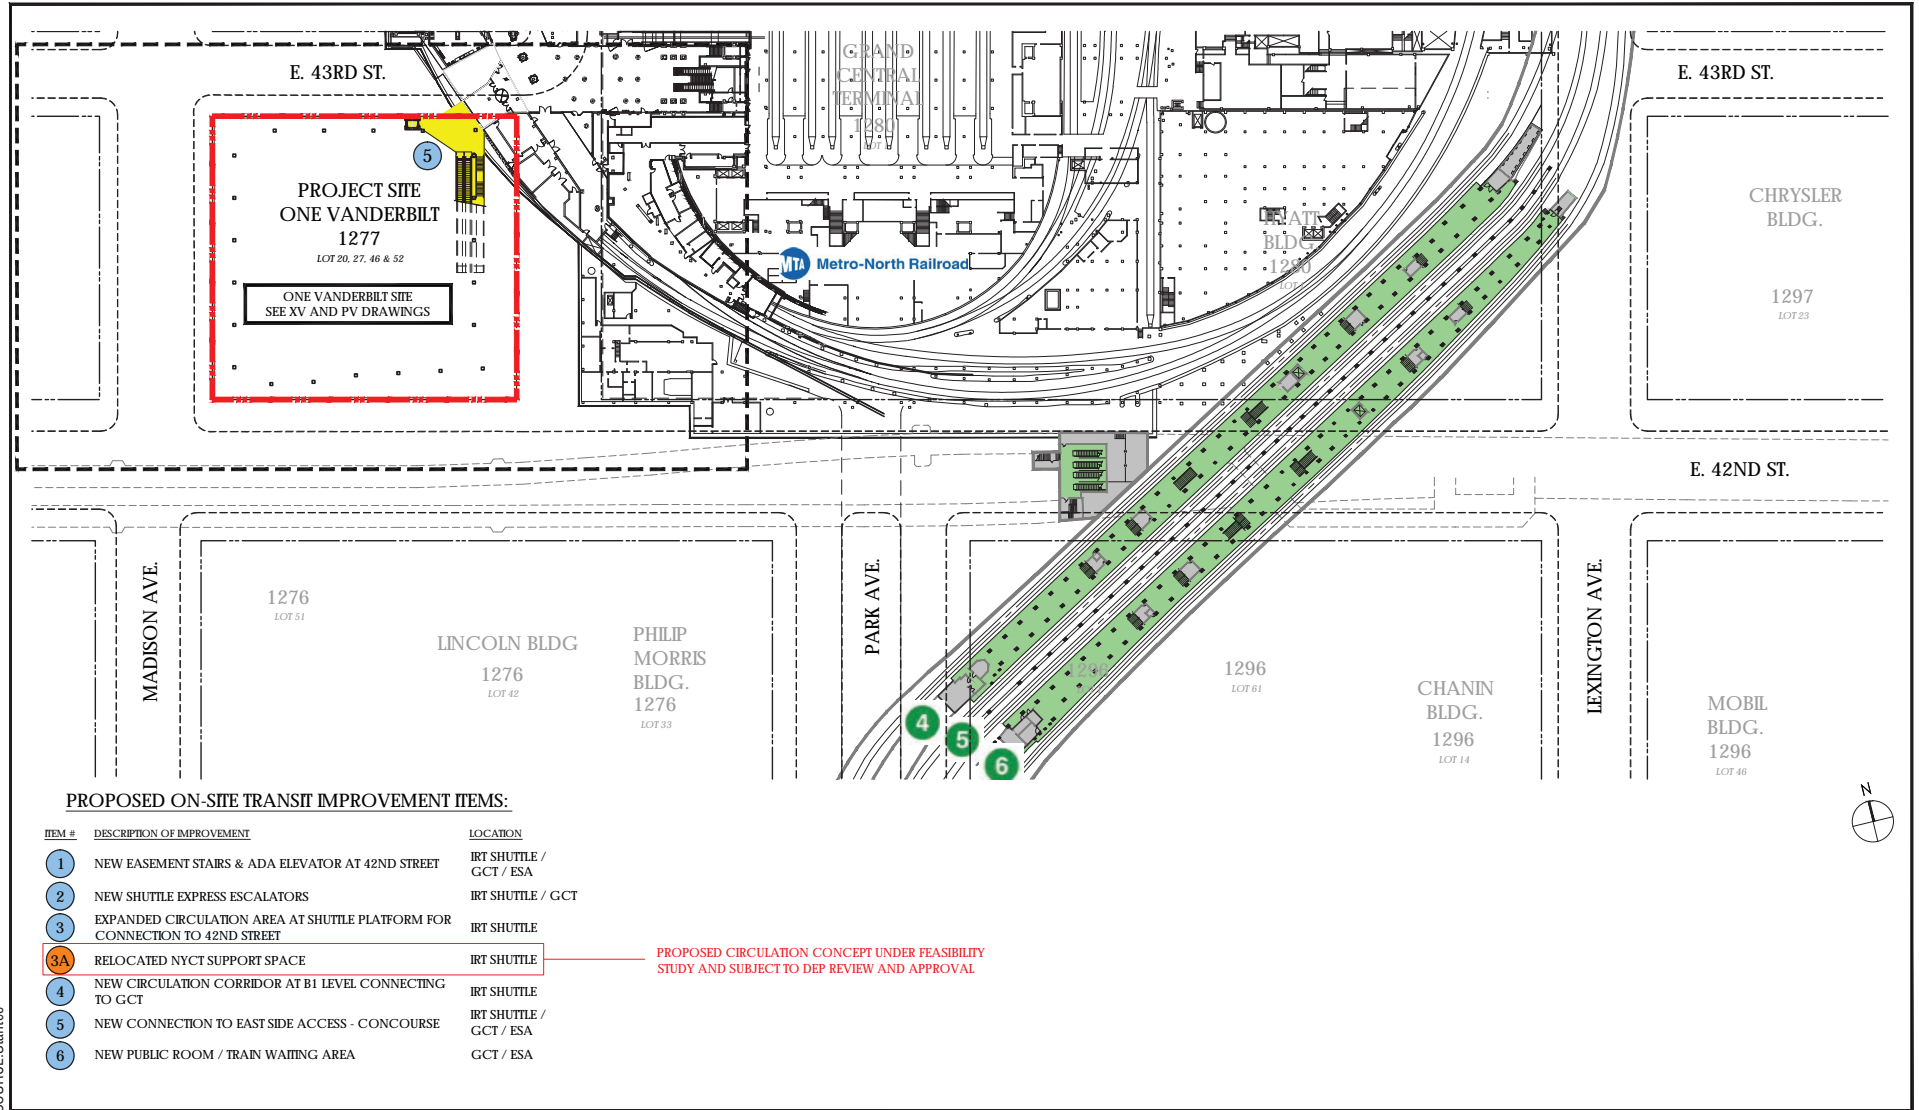 E. 43RD ST.
GRAND
CENTRAL
TERMINAL
1280
E. 43RD ST.
5
PROJECT SITE
ONE VANDERBILT
1277
LOT 20, 27, 46 & 52
ONE VANDERBILT SITE
SEE XV AND PV DRAWINGS
MTA Metro-North Railroad
HYATT
BLDG
1280
CHRYSLER
BLDG.
1297
LOT 23
E. 42ND ST.
MADISON AVE.
1276
LOT 51
LINCOLN BLDG
1276
LOT 42
PHILIP
MORRIS
BLDG.
1276
LOT 33
PARK AVE.
1296
1296
LOT 61
CHANIN
BLDG.
1296
LOT 14
LEXINGTON AVE.
MOBIL
BLDG.
1296
LOT 46
4
5
6
N
PROPOSED ON-SITE TRANSIT IMPROVEMENT ITEMS:
ITEM # DESCRIPTION OF IMPROVEMENT LOCATION
1 NEW EASEMENT STAIRS & ADA ELEVATOR AT 42ND STREET IRT SHUTTLE /
GCT / ESA
2 NEW SHUTTLE EXPRESS ESCALATORS IRT SHUTTLE / GCT
3 EXPANDED CIRCULATION AREA AT SHUTTLE PLATFORM FOR
CONNECTION TO 42ND STREET IRT SHUTTLE
3A RELOCATED NYCT SUPPORT SPACE IRT SHUTTLE
PROPOSED CIRCULATION CONCEPT UNDER FEASIBILITY
STUDY AND SUBJECT TO DEP REVIEW AND APPROVAL
4 NEW CIRCULATION CORRIDOR AT B1 LEVEL CONNECTING
TO GCT IRT SHUTTLE
5 NEW CONNECTION TO EAST SIDE ACCESS - CONCOURSE IRT SHUTTLE /
GCT / ESA
6 NEW PUBLIC ROOM / TRAIN WAITING AREA GCT / ESA